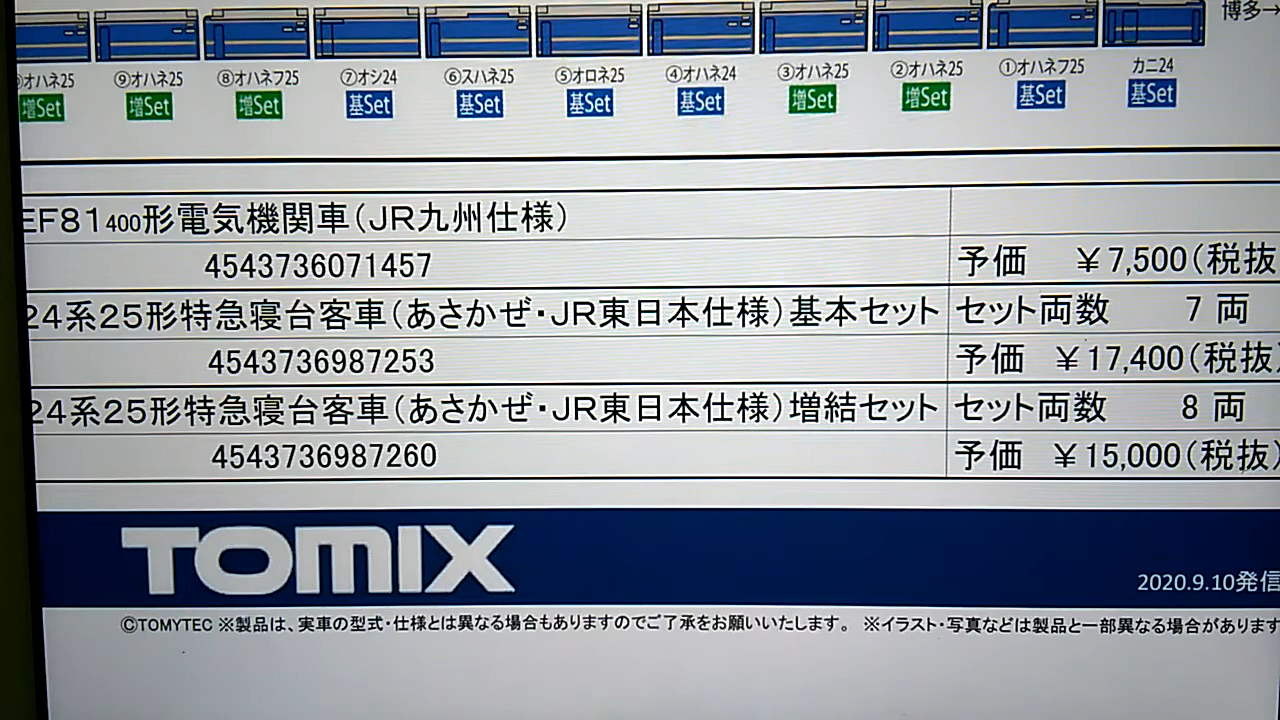 博多→
オハネ25 ⑨オハネ25 ⑧オハネフ25 ⑦オシ24 ⑥スハネ25 ⑤オロネ25 ④オハネ24 ③オハネ25 ②オハネ25 ①オハネフ25 カニ24
増Set 増Set 増Set 基Set 基Set 基Set 基Set 増Set 増Set 基Set 基Set
EF81400形電気機関車(JR九州仕様)
4543736071457 予価 ¥7,500(税抜
24系25形特急寝台客車(あさかぜ・JR東日本仕様)基本セット セット両数 7 両
4543736987253 予価 ¥17,400(税抜)
24系25形特急寝台客車(あさかぜ・JR東日本仕様)増結セット セット両数 8 両
4543736987260 予価 ¥15,000(税抜)
TOMIX
2020.9.10発信
©TOMYTEC ※製品は、実車の型式・仕様とは異なる場合もありますのでご了承をお願いいたします。 ※イラスト・写真などは製品と一部異なる場合があります